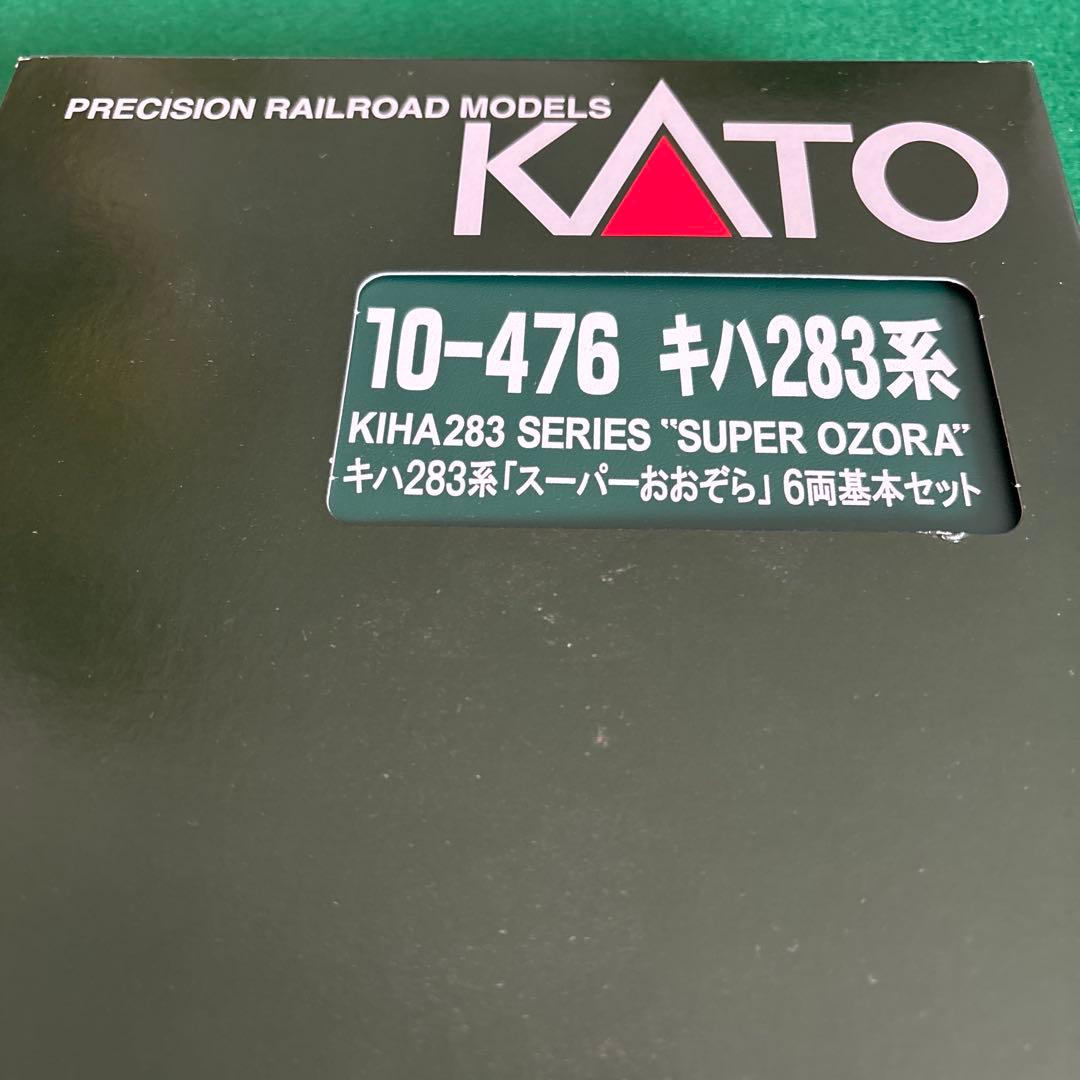 PRECISION RAILROAD MODELS
KATO
10-476 キハ283系
KIHA283 SERIES “SUPER OZORA”
キハ283系「スーパーおおぞら」6両基本セット